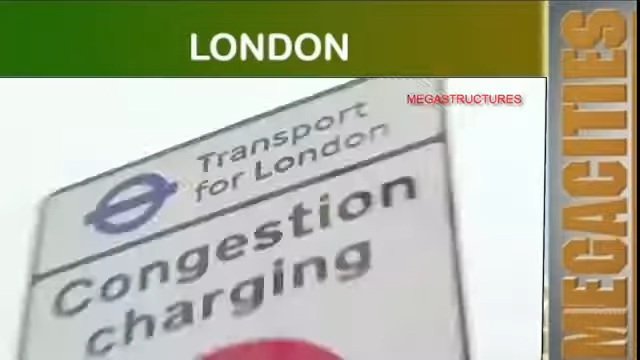 LONDON
MEGASTRUCTURES
Transport
for London
Congestion
charging
MEGACITIES